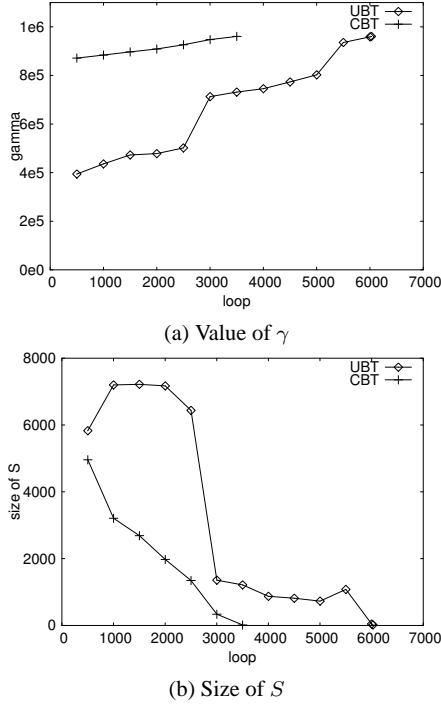 1e6
8e5
6e5
4e5
2e5
0e0
gamma
UBT
CBT
0 1000 2000 3000 4000 5000 6000 7000
loop
(a) Value of γ
8000
6000
4000
2000
0
size of S
UBT
CBT
0 1000 2000 3000 4000 5000 6000 7000
loop
(b) Size of S